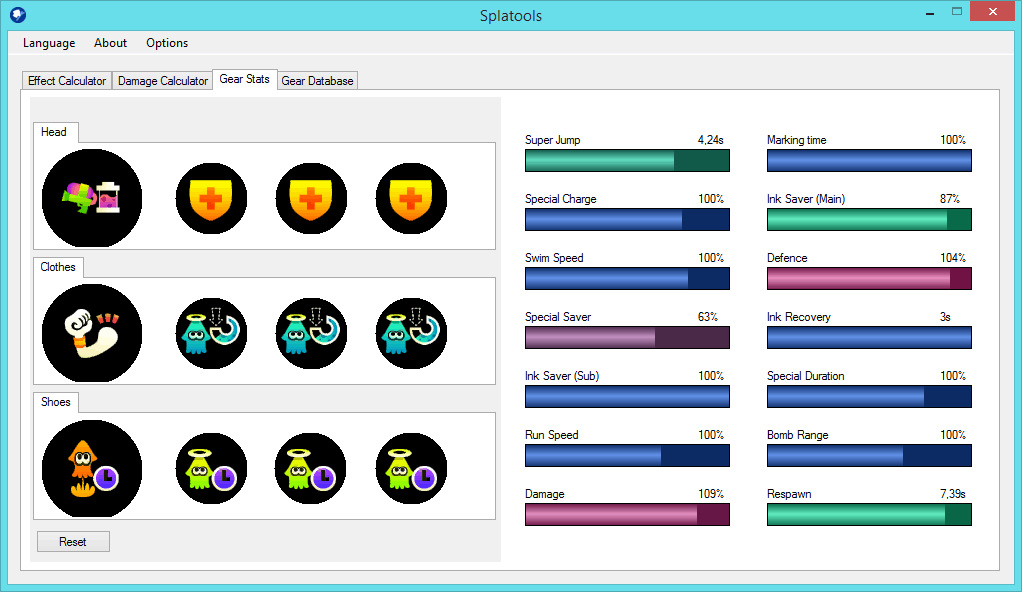 Splatools
Language About Options
Effect Calculator Damage Calculator Gear Stats Gear Database
Head
Clothes
Shoes
Reset
Super Jump 4,24s
Special Charge 100%
Swim Speed 100%
Special Saver 63%
Ink Saver (Sub) 100%
Run Speed 100%
Damage 109%
Marking time 100%
Ink Saver (Main) 87%
Defence 104%
Ink Recovery 3s
Special Duration 100%
Bomb Range 100%
Respawn 7,39s